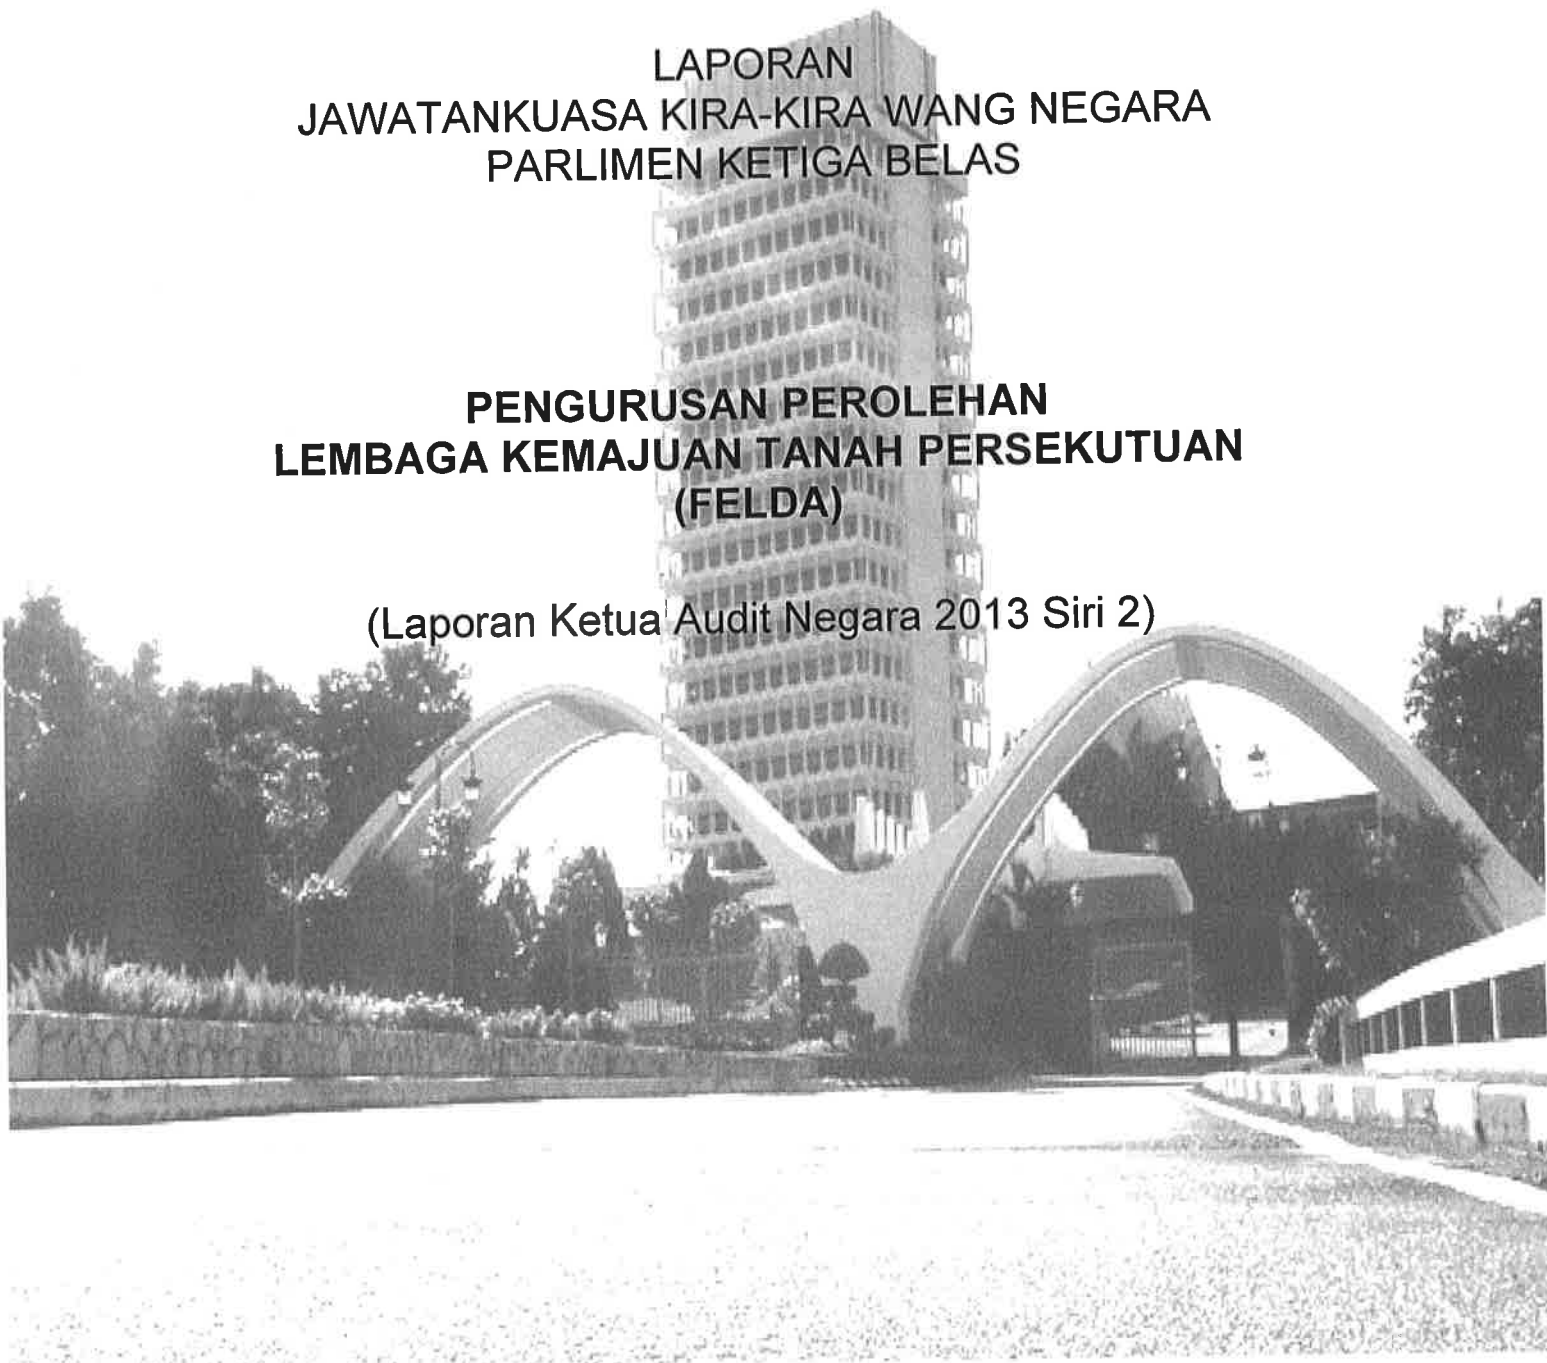 LAPORAN
JAWATANKUASA KIRA-KIRA WANG NEGARA
PARLIMEN KETIGA BELAS
PENGURUSAN PEROLEHAN
LEMBAGA KEMAJUAN TANAH PERSEKUTUAN
(FELDA)
(Laporan Ketua Audit Negara 2013 Siri 2)